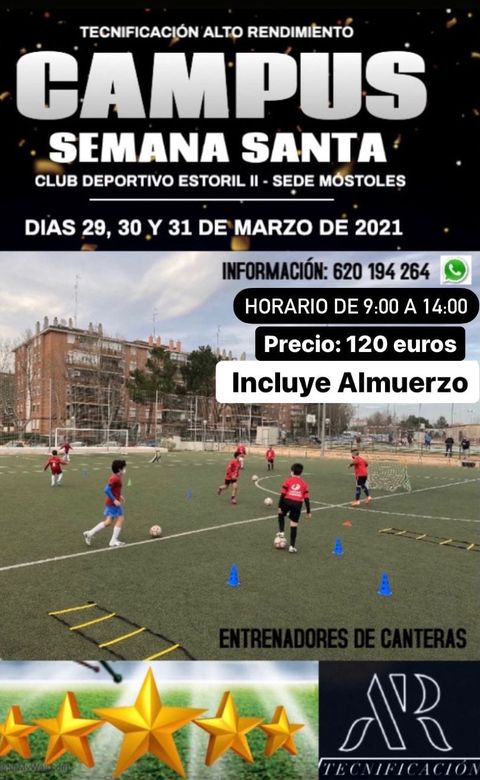 TECNIFICACIÓN ALTO RENDIMIENTO
CAMPUS
SEMANA SANTA
CLUB DEPORTIVO ESTORIL II - SEDE MÓSTOLES
DIAS 29, 30 Y 31 DE MARZO DE 2021
INFORMACIÓN: 620 194 264
HORARIO DE 9:00 A 14:00
Precio: 120 euros
Incluye Almuerzo
ENTRENADORES DE CANTERAS
AR
TECNIFICACIÓN